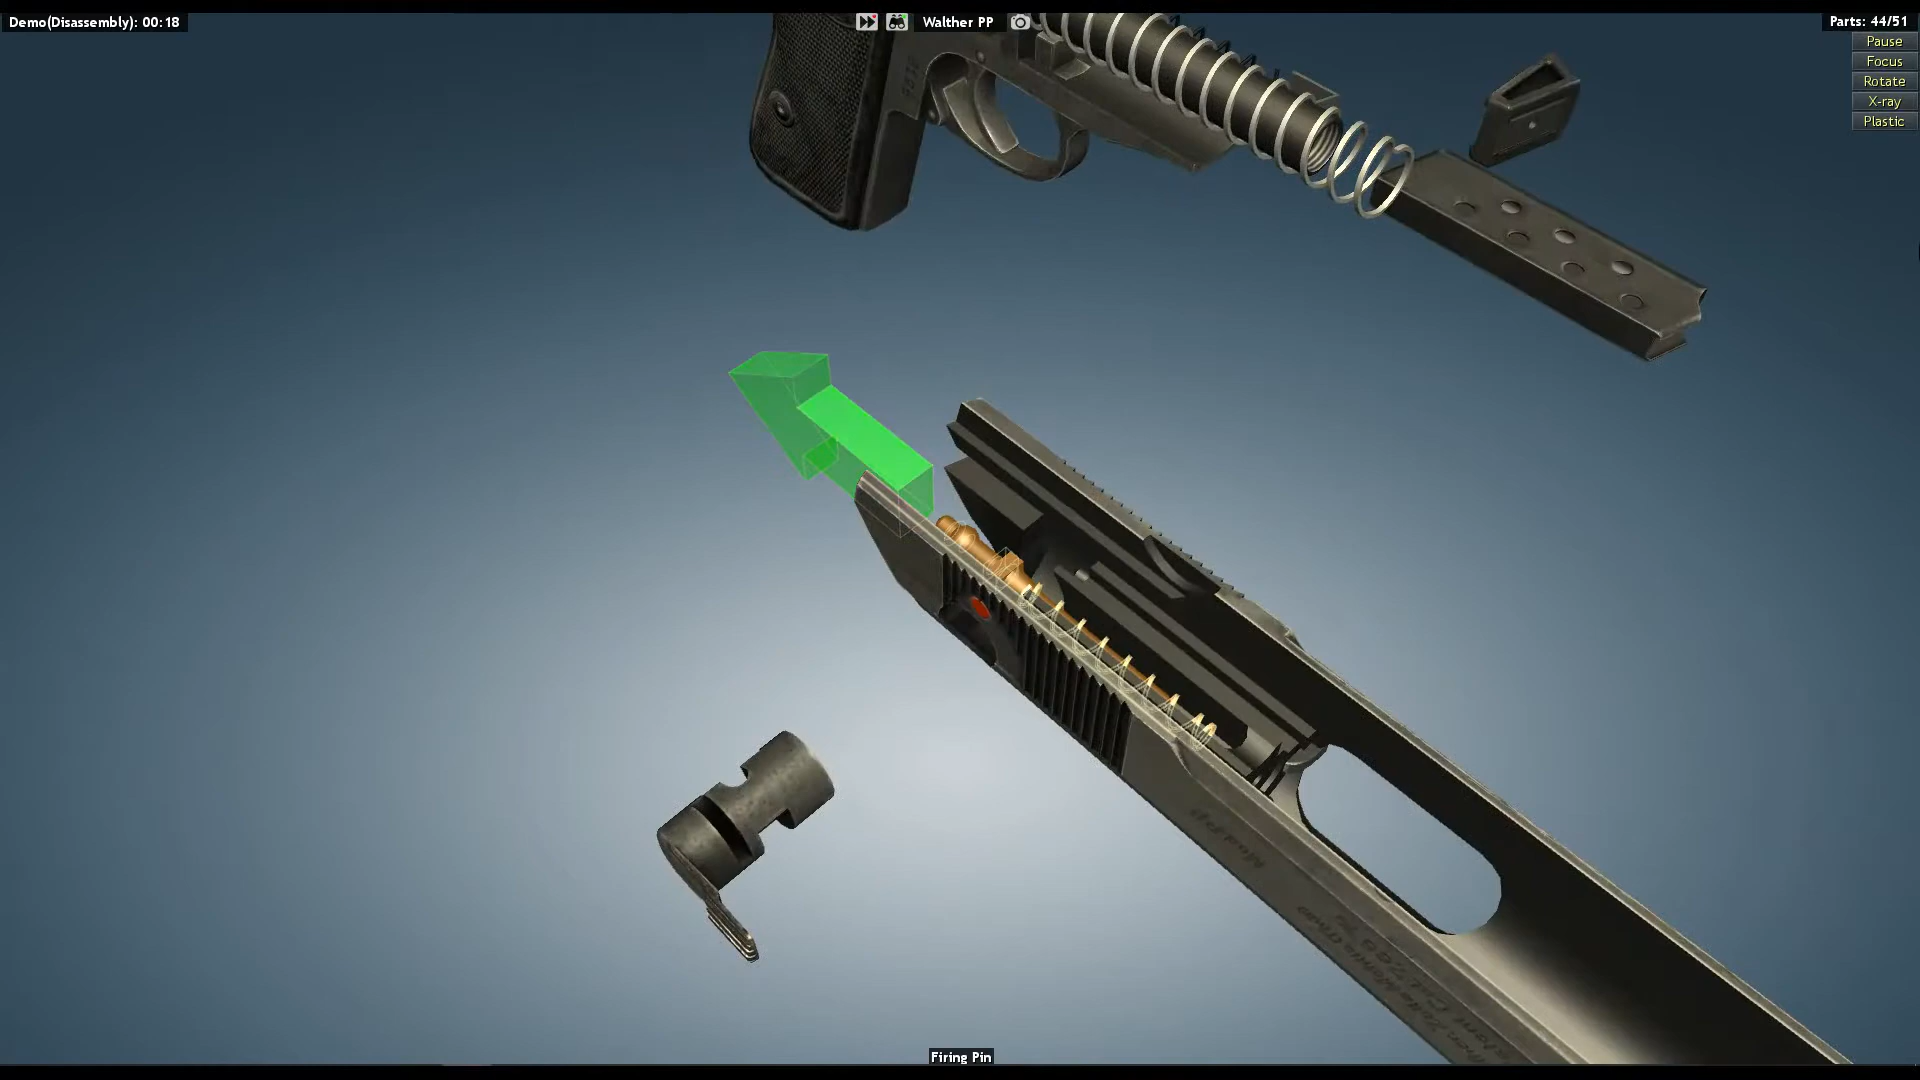 Demo(Disassembly): 00:18
Walther PP
Parts: 44/51
Pause
Focus
Rotate
X-ray
Plastic
Firing Pin